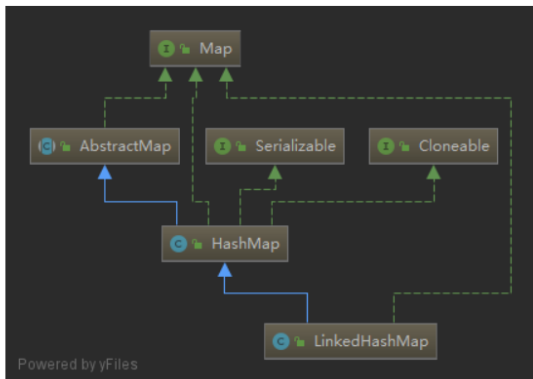 I Map
C AbstractMap
I Serializable
I Cloneable
C HashMap
C LinkedHashMap
Powered by yFiles